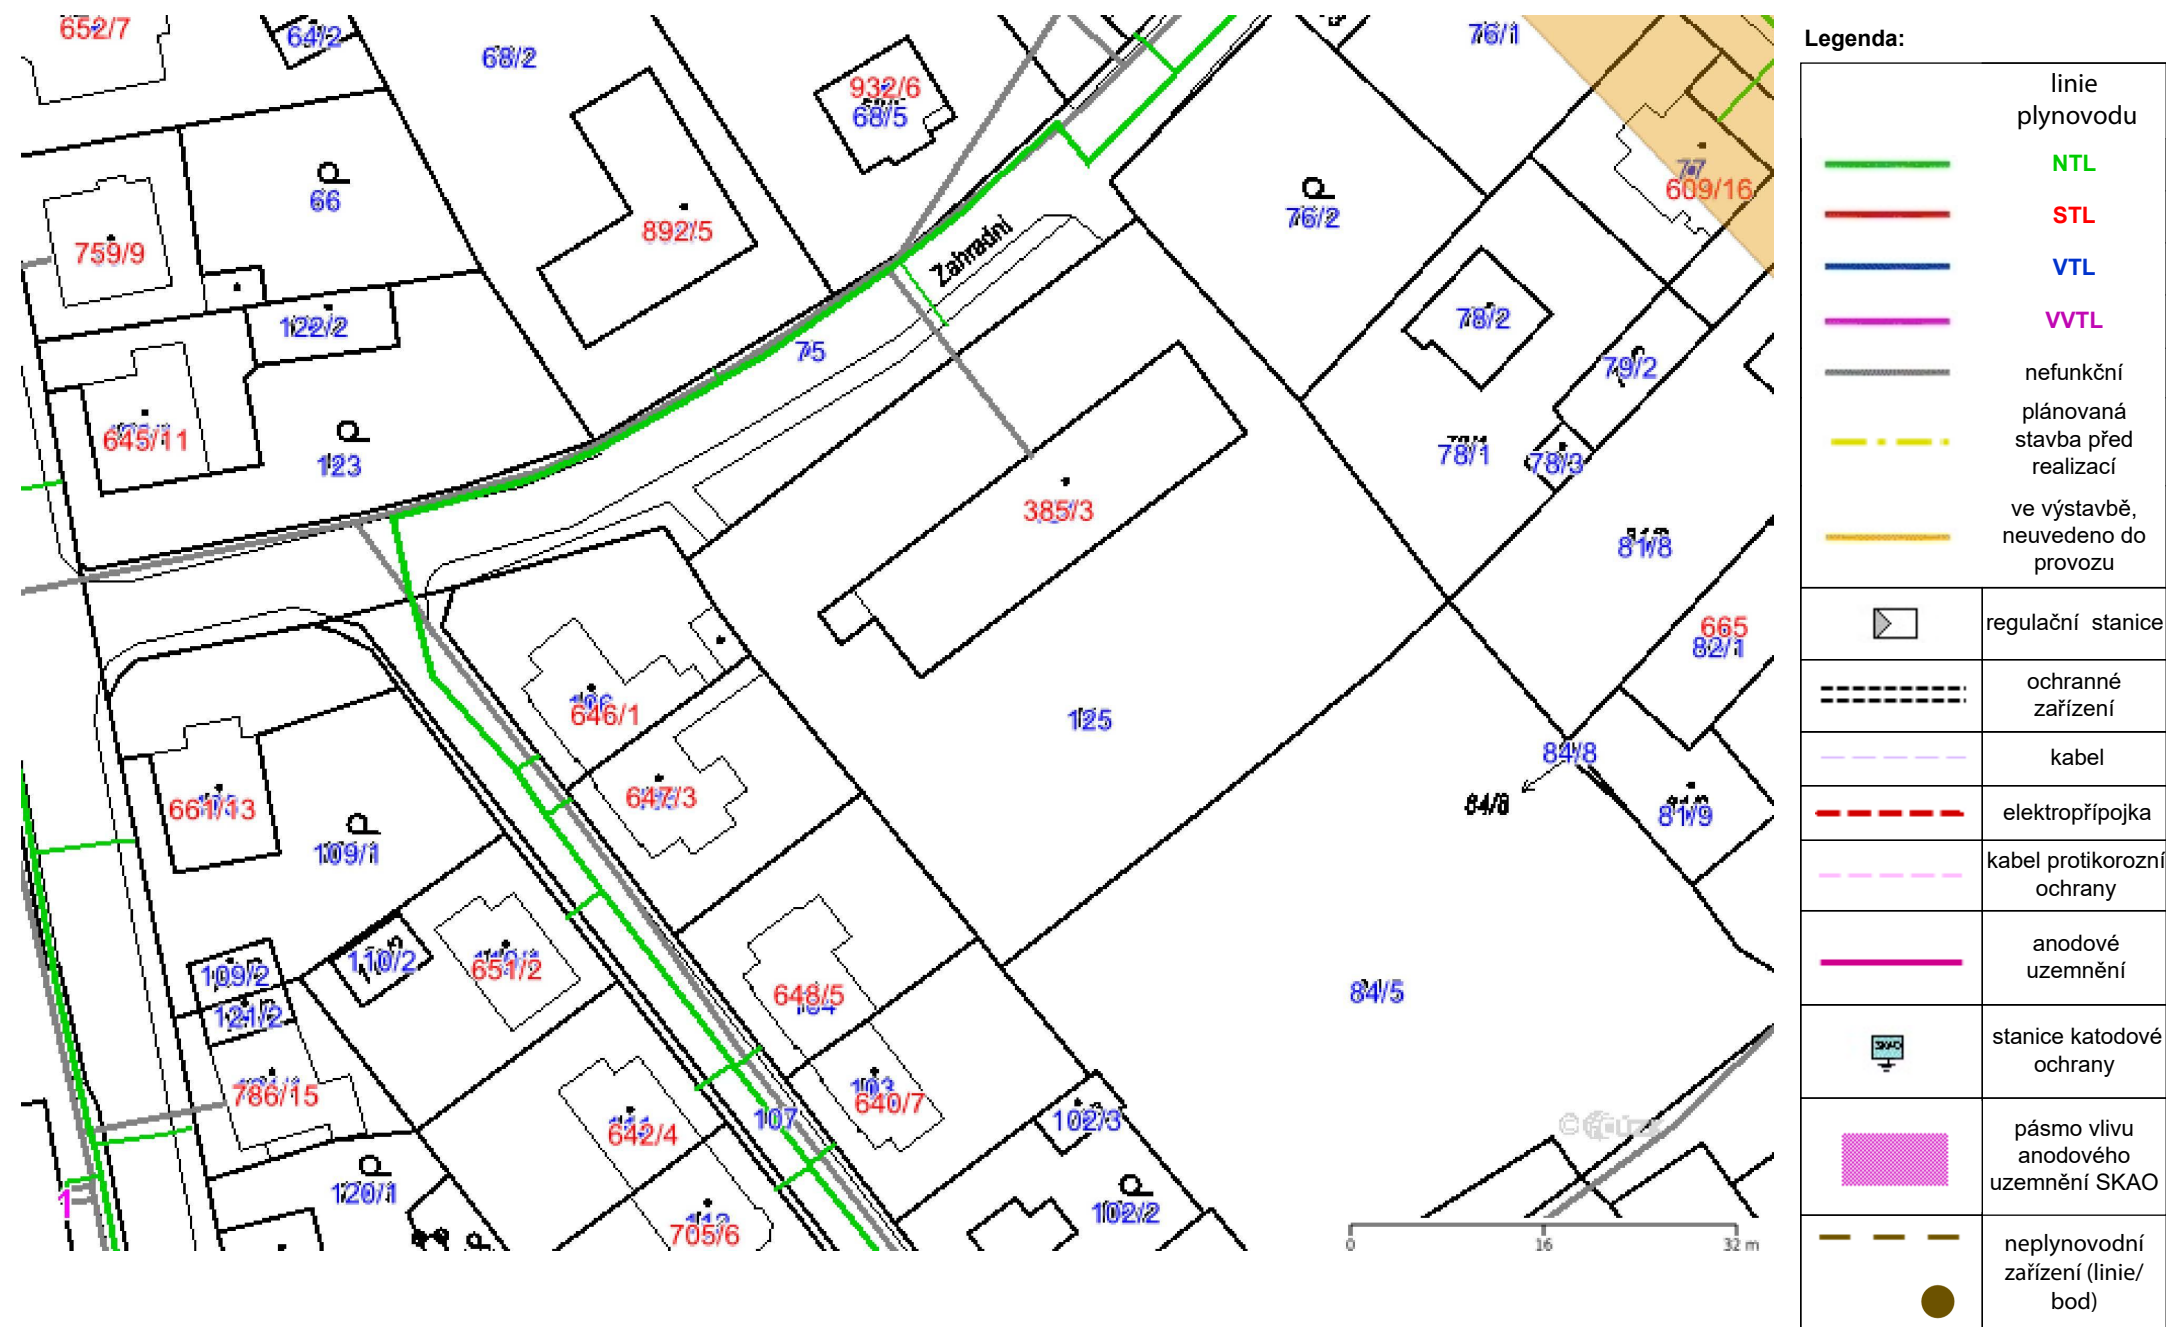 652/7
64/2
68/2
932/6
68/5
76/1
66
892/5
76/2
77
609/16
759/9
Zahradní
122/2
75
78/2
79/2
645/11
123
78/1
78/3
385/3
81/8
665
82/1
646/1
125
84/8
84/8
647/3
81/9
661/13
109/1
110/2
651/2
109/2
121/2
648/5
84/5
786/15
103
640/7
107
102/3
642/4
120/1
102/2
705/6
1
0
16
32 m
Legenda:
linie
plynovodu
NTL
STL
VTL
VVTL
nefunkční
plánovaná
stavba před
realizací
ve výstavbě,
neuvedeno do
provozu
regulační stanice
ochranné
zařízení
kabel
elektropřípojka
kabel protikorozní
ochrany
anodové
uzemnění
SKAO
stanice katodové
ochrany
pásmo vlivu
anodového
uzemnění SKAO
neplynovodní
zařízení (linie/
bod)